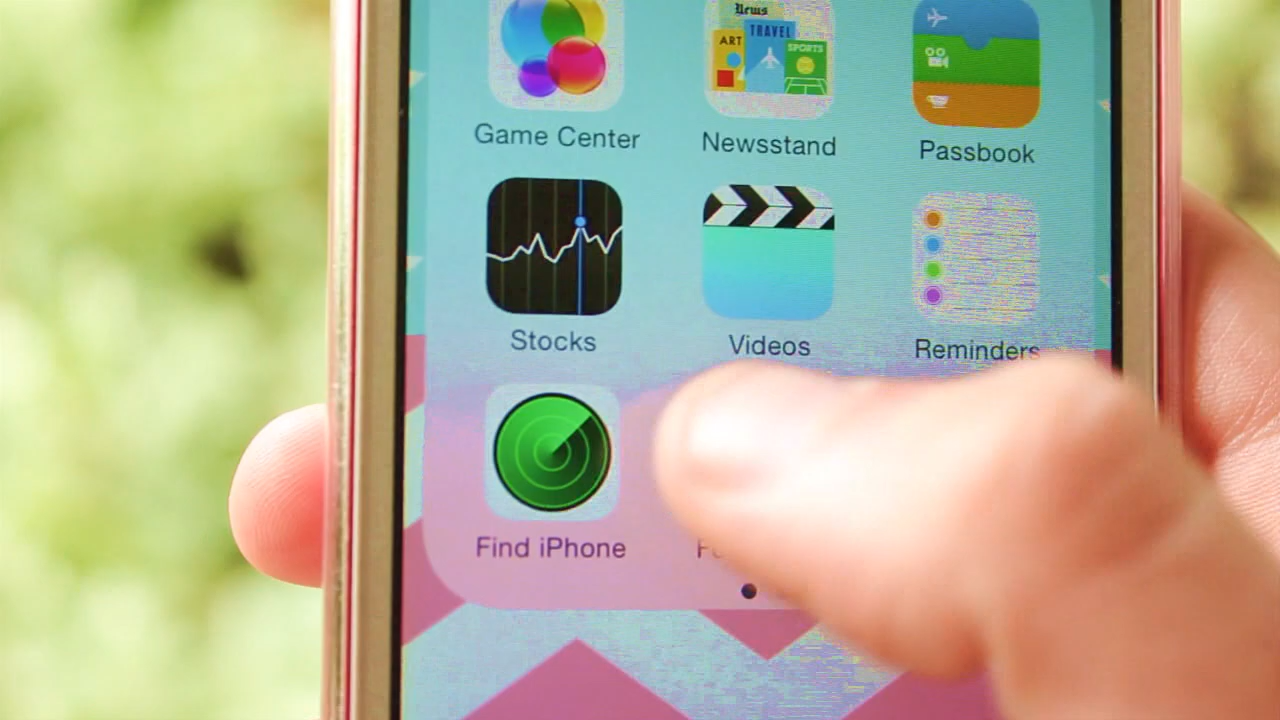 News
ART TRAVEL SPORTS
Game Center Newsstand Passbook
Stocks Videos Reminders
Find iPhone